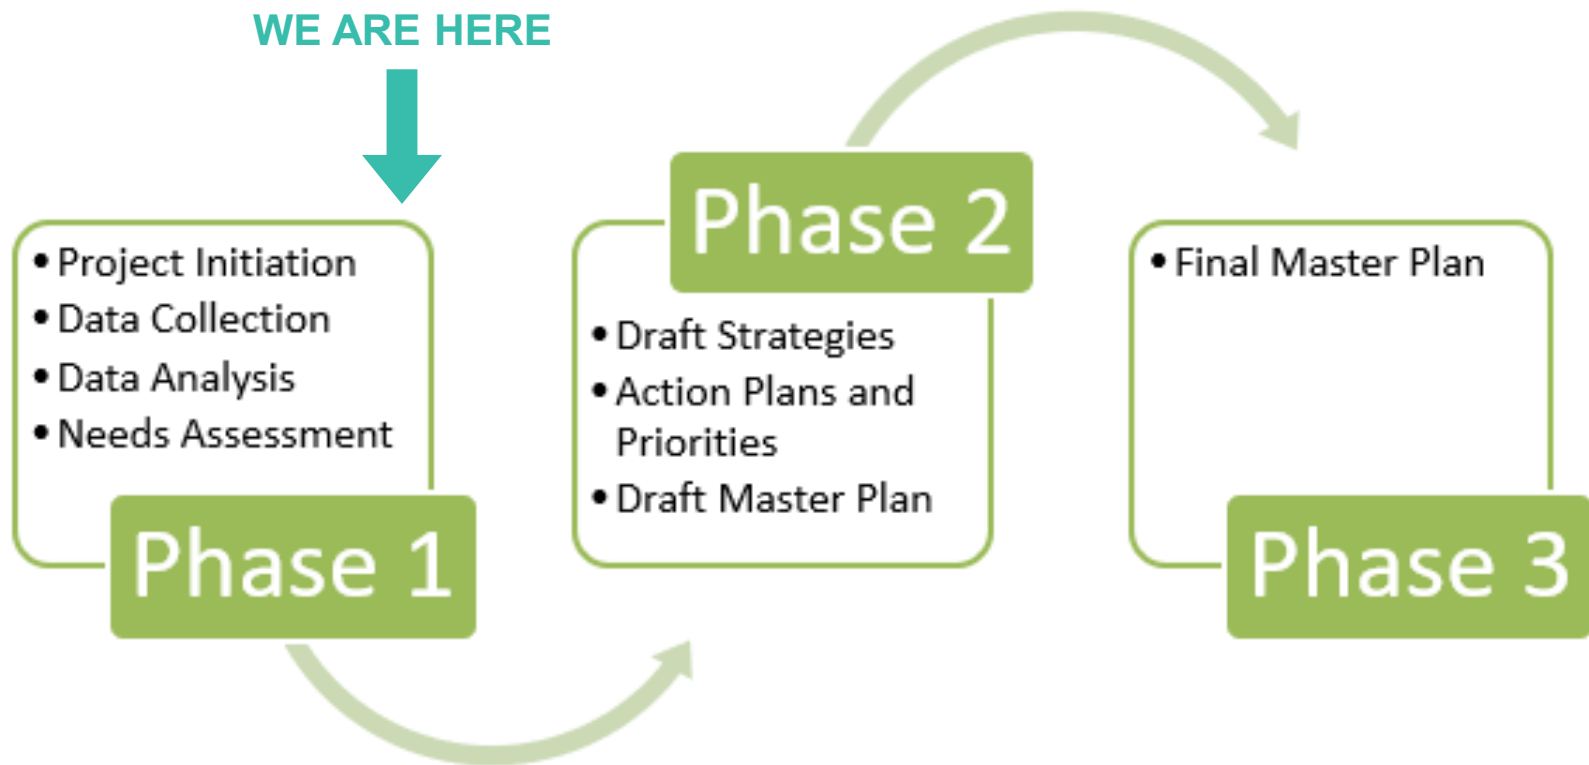 WE ARE HERE
• Project Initiation
• Data Collection
• Data Analysis
• Needs Assessment
Phase 1
Phase 2
• Draft Strategies
• Action Plans and
Priorities
• Draft Master Plan
• Final Master Plan
Phase 3